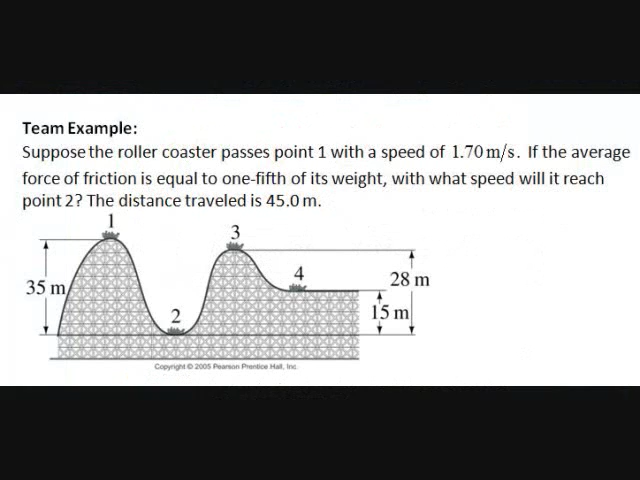 Team Example:
Suppose the roller coaster passes point 1 with a speed of 1.70 m/s. If the average
force of friction is equal to one-fifth of its weight, with what speed will it reach
point 2? The distance traveled is 45.0 m.
1
3
4
35 m
28 m
2
15 m
Copyright © 2005 Pearson Prentice Hall, Inc.